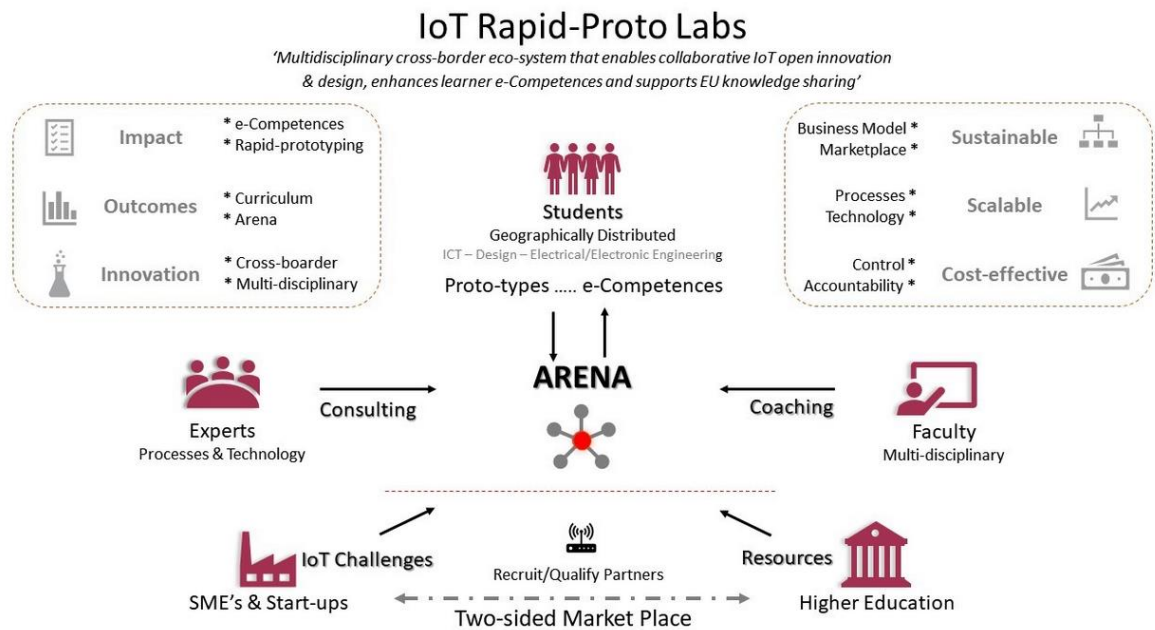 IoT Rapid-Proto Labs
‘Multidisciplinary cross-border eco-system that enables collaborative IoT open innovation
& design, enhances learner e-Competences and supports EU knowledge sharing’
Impact
* e-Competences
* Rapid-prototyping
Outcomes
* Curriculum
* Arena
Innovation
* Cross-boarder
* Multi-disciplinary
Business Model *
Marketplace *
Sustainable
Processes *
Technology *
Scalable
Control *
Accountability *
Cost-effective
Students
Geographically Distributed
ICT – Design – Electrical/Electronic Engineering
Proto-types ..... e-Competences
ARENA
Consulting
Experts
Processes & Technology
Coaching
Faculty
Multi-disciplinary
IoT Challenges
SME's & Start-ups
Recruit/Qualify Partners
Two-sided Market Place
Resources
Higher Education